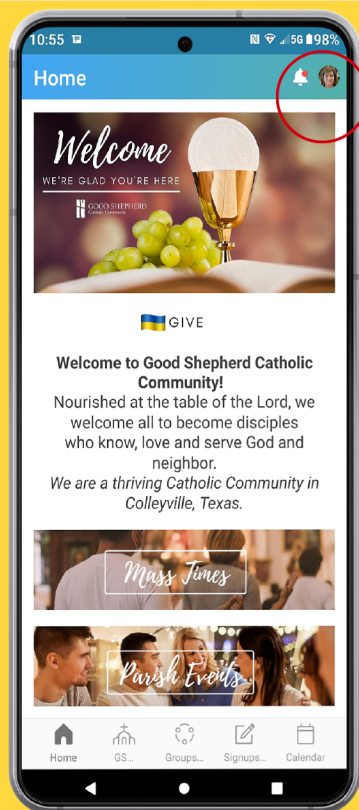 10:55 5G 98%
Home
Welcome
WE'RE GLAD YOU'RE HERE
GOOD SHEPHERD
Catholic Community
GIVE
Welcome to Good Shepherd Catholic
Community!
Nourished at the table of the Lord, we
welcome all to become disciples
who know, love and serve God and
neighbor.
We are a thriving Catholic Community in
Colleyville, Texas.
Mass Times
Parish Events
Home GS... Groups... Signups... Calendar